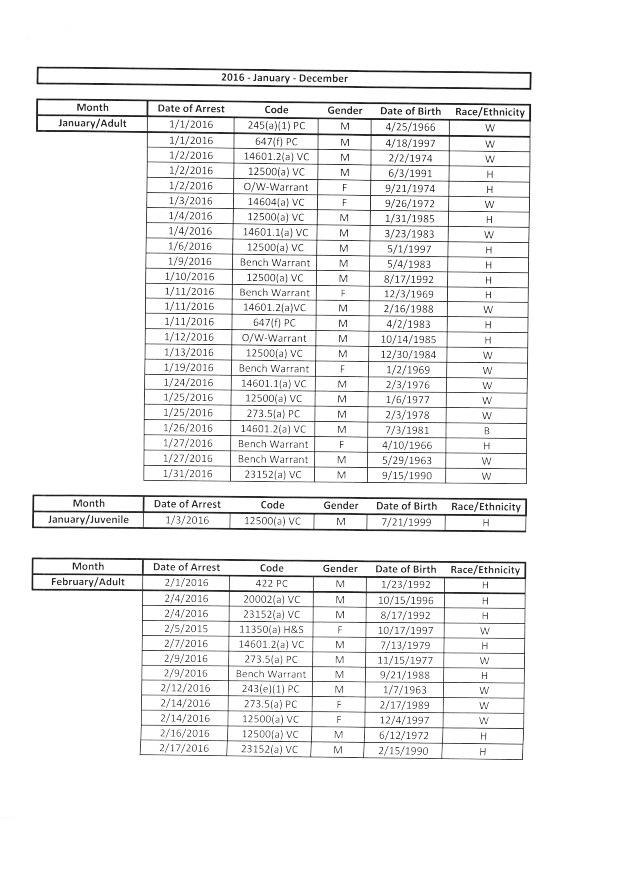 2016 - January - December
Month Date of Arrest Code Gender Date of Birth Race/Ethnicity
January/Adult 1/1/2016 245(a)(1) PC M 4/25/1966 W
1/1/2016 647(f) PC M 4/18/1997 W
1/2/2016 14601.2(a) VC M 2/2/1974 W
1/2/2016 12500(a) VC M 6/3/1991 H
1/2/2016 O/W-Warrant F 9/21/1974 H
1/3/2016 14604(a) VC F 9/26/1972 W
1/4/2016 12500(a) VC M 1/31/1985 H
1/4/2016 14601.1(a) VC M 3/23/1983 W
1/6/2016 12500(a) VC M 5/1/1997 H
1/9/2016 Bench Warrant M 5/4/1983 H
1/10/2016 12500(a) VC M 8/17/1992 H
1/11/2016 Bench Warrant F 12/3/1969 H
1/11/2016 14601.2(a)VC M 2/16/1988 W
1/11/2016 647(f) PC M 4/2/1983 H
1/12/2016 O/W-Warrant M 10/14/1985 H
1/13/2016 12500(a) VC M 12/30/1984 W
1/19/2016 Bench Warrant F 1/2/1969 W
1/24/2016 14601.1(a) VC M 2/3/1976 W
1/25/2016 12500(a) VC M 1/6/1977 W
1/25/2016 273.5(a) PC M 2/3/1978 W
1/26/2016 14601.2(a) VC M 7/3/1981 B
1/27/2016 Bench Warrant F 4/10/1966 H
1/27/2016 Bench Warrant M 5/29/1963 W
1/31/2016 23152(a) VC M 9/15/1990 W
Month Date of Arrest Code Gender Date of Birth Race/Ethnicity
January/Juvenile 1/3/2016 12500(a) VC M 7/21/1999 H
Month Date of Arrest Code Gender Date of Birth Race/Ethnicity
February/Adult 2/1/2016 422 PC M 1/23/1992 H
2/4/2016 20002(a) VC M 10/15/1996 H
2/4/2016 23152(a) VC M 8/17/1992 H
2/5/2015 11350(a) H&S F 10/17/1997 W
2/7/2016 14601.2(a) VC M 7/13/1979 H
2/9/2016 273.5(a) PC M 11/15/1977 W
2/9/2016 Bench Warrant M 9/21/1988 H
2/12/2016 243(e)(1) PC M 1/7/1963 W
2/14/2016 273.5(a) PC F 2/17/1989 W
2/14/2016 12500(a) VC F 12/4/1997 W
2/16/2016 12500(a) VC M 6/12/1972 H
2/17/2016 23152(a) VC M 2/15/1990 H